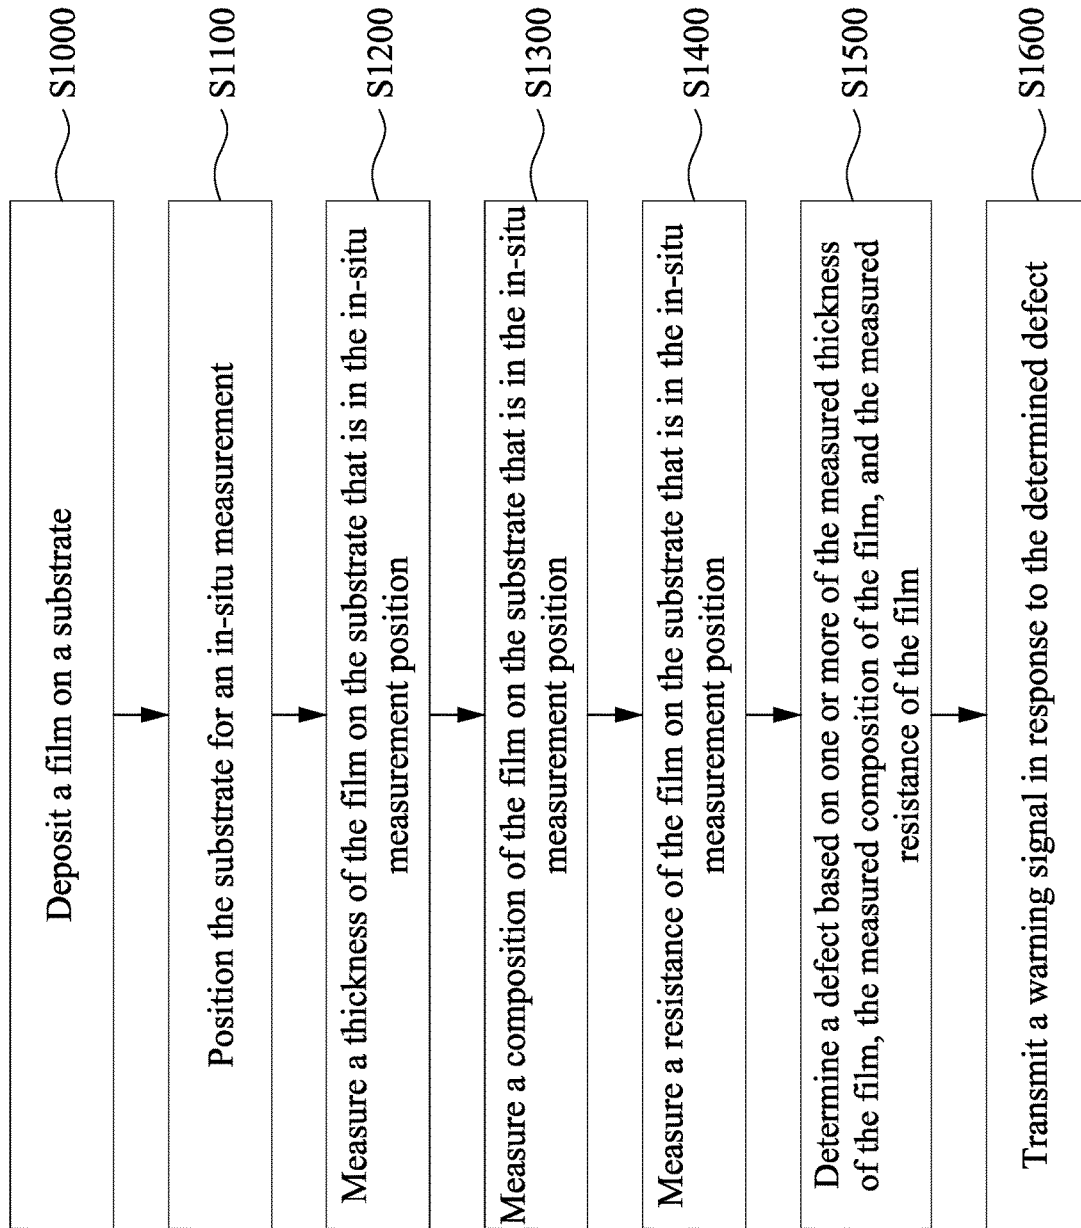 Deposit a film on a substrate
S1000
Position the substrate for an in-situ measurement
S1100
Measure a thickness of the film on the substrate that is in the in-situ
measurement position
S1200
Measure a composition of the film on the substrate that is in the in-situ
measurement position
S1300
Measure a resistance of the film on the substrate that is in the in-situ
measurement position
S1400
Determine a defect based on one or more of the measured thickness
of the film, the measured composition of the film, and the measured
resistance of the film
S1500
Transmit a warning signal in response to the determined defect
S1600